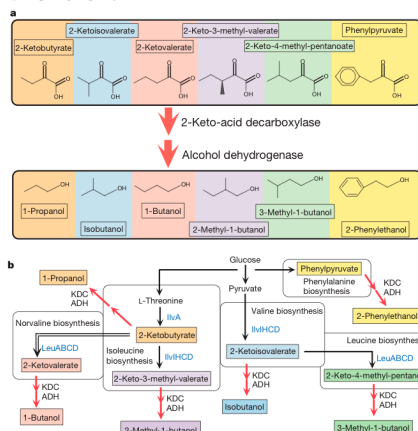 a
2-Ketoisovalerate
2-Keto-3-methyl-valerate
Phenylpyruvate
2-Ketobutyrate
2-Ketovalerate
2-Keto-4-methyl-pentanoate
O
O
OH
O
O
OH
O
O
OH
O
O
OH
O
O
OH
O
O
OH
2-Keto-acid decarboxylase
Alcohol dehydrogenase
OH
OH
OH
OH
OH
OH
1-Propanol
1-Butanol
3-Methyl-1-butanol
Isobutanol
2-Methyl-1-butanol
2-Phenylethanol
b
Glucose
Phenylpyruvate
Phenylalanine
biosynthesis
KDC
ADH
2-Phenylethanol
1-Propanol
KDC
ADH
L-Threonine
Pyruvate
IlvA
Valine biosynthesis
IlvIHCD
Norvaline biosynthesis
2-Ketobutyrate
LeuABCD
Isoleucine
biosynthesis
IlvIHCD
2-Ketoisovalerate
Leucine
LeuABCD
2-Ketovalerate
2-Keto-3-methyl-valerate
KDC
ADH
KDC
ADH
KDC
ADH
KDC
ADH
1-Butanol
2-Methyl-1-butanol
Isobutanol
3-Methyl-1-butanol